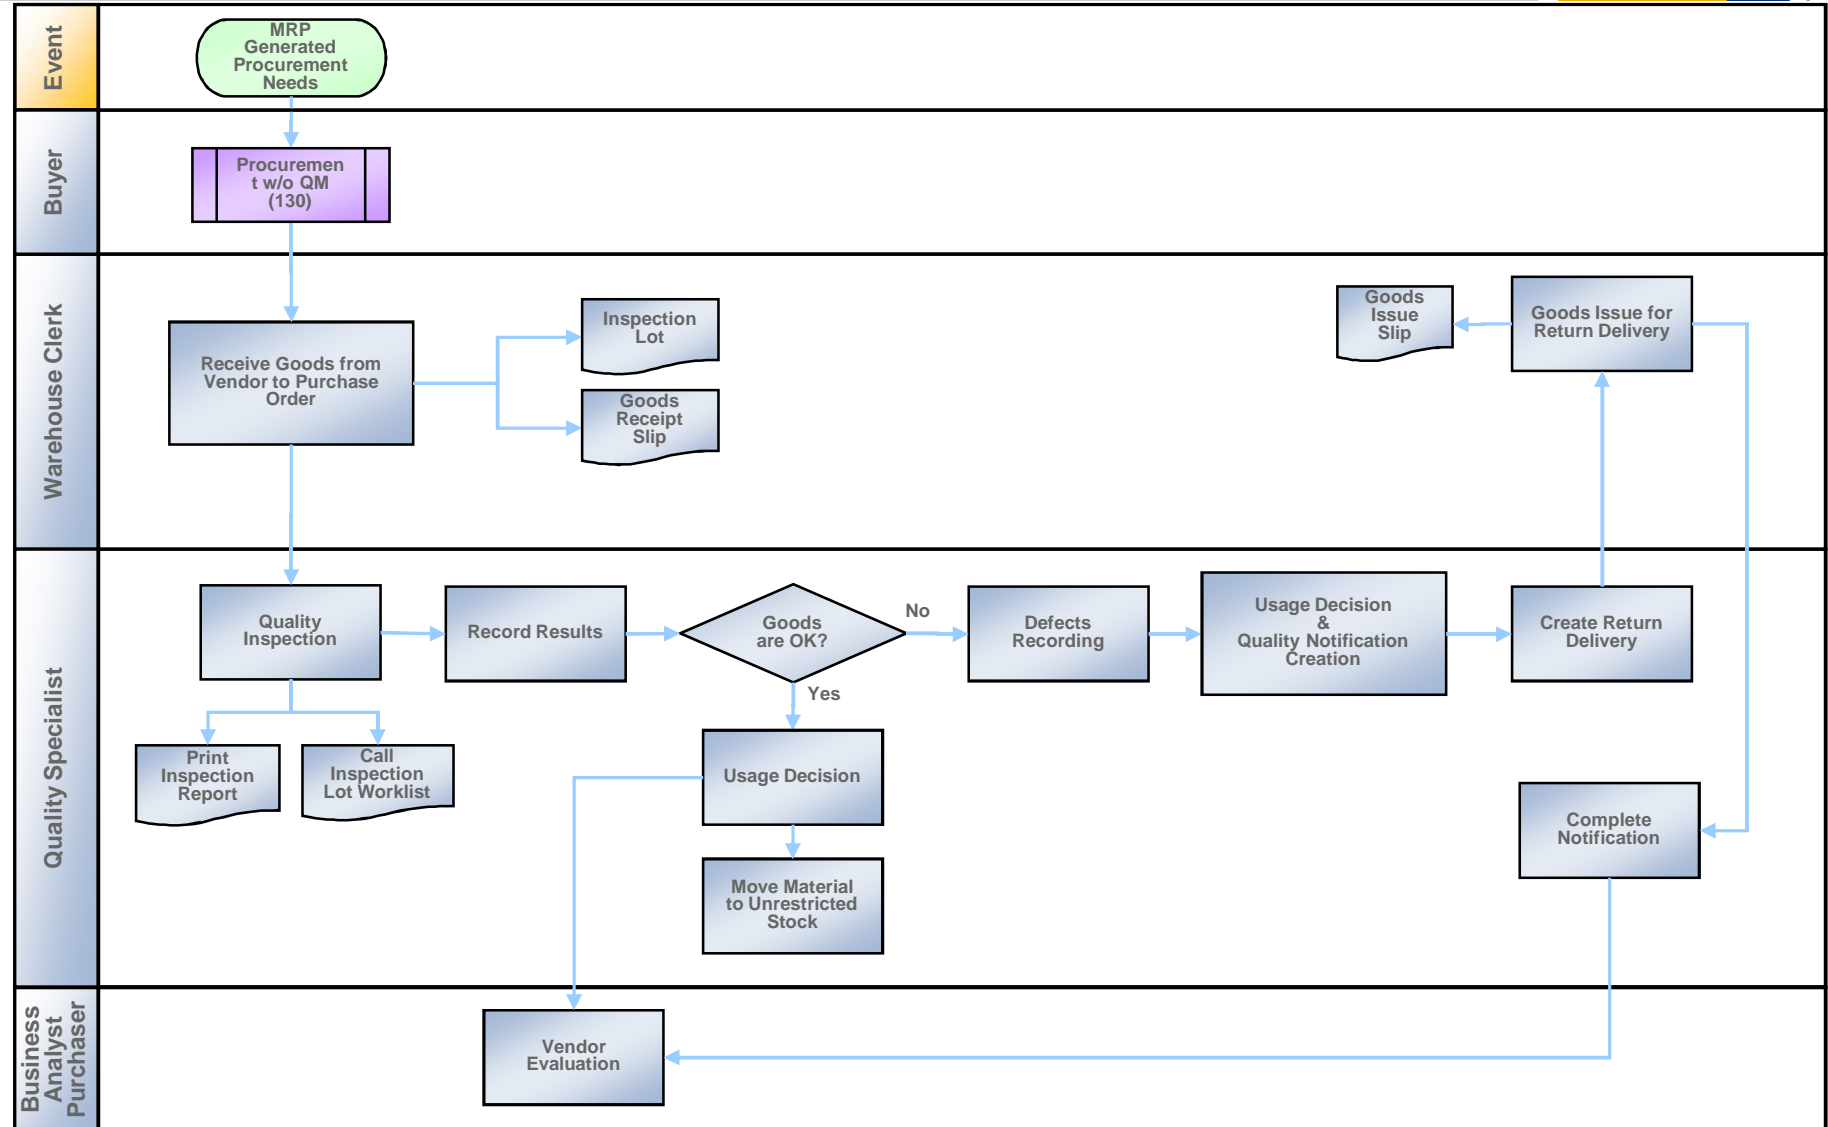 Event
MRP
Generated
Procurement
Needs
Buyer
Procuremen
t w/o QM
(130)
Warehouse Clerk
Receive Goods from
Vendor to Purchase
Order
Inspection
Lot
Goods
Receipt
Slip
Goods
Issue
Slip
Goods Issue for
Return Delivery
Quality Specialist
Quality
Inspection
Record Results
Goods
are OK?
No
Yes
Defects
Recording
Usage Decision
&
Quality Notification
Creation
Create Return
Delivery
Print
Inspection
Report
Call
Inspection
Lot Worklist
Usage Decision
Move Material
to Unrestricted
Stock
Complete
Notification
Business
Analyst
Purchaser
Vendor
Evaluation